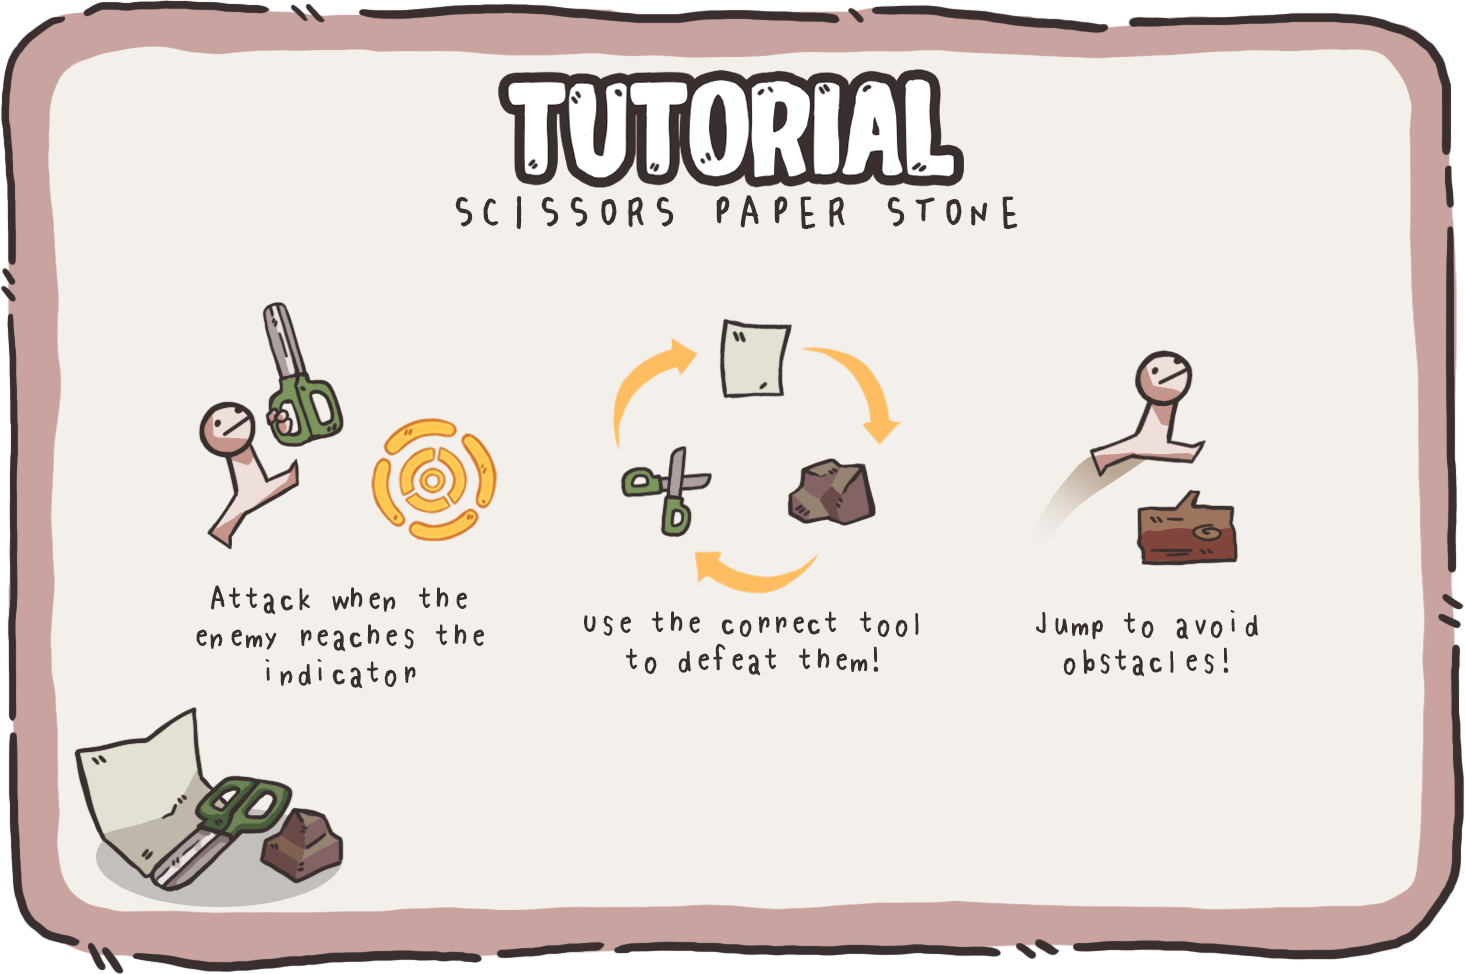 TUTORIAL
SCISSORS PAPER STONE
Attack when the
enemy reaches the
indicator
use the correct tool
to defeat them!
Jump to avoid
obstacles!